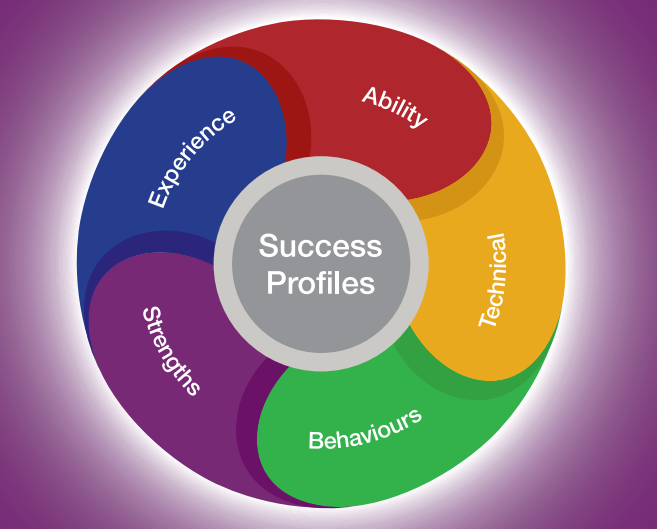 Success
Profiles
Ability
Technical
Behaviours
Strengths
Experience